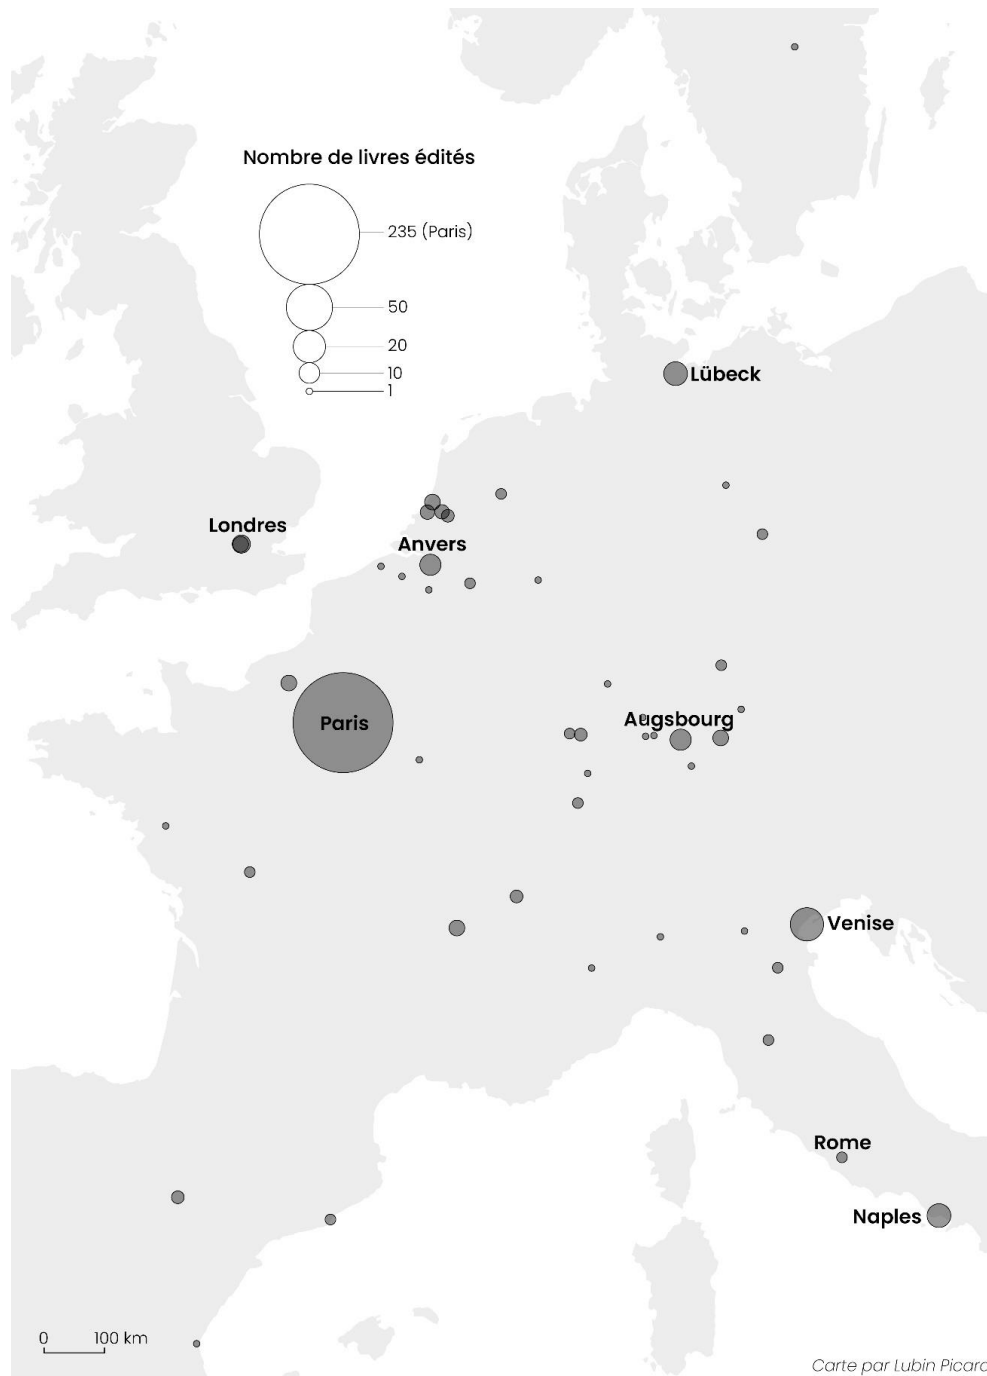 Nombre de livres édités
235 (Paris)
50
20
10
1
Lübeck
Londres
Anvers
Paris
Augsbourg
Venise
Rome
Naples
0 100 km
Carte par Lubin Picard